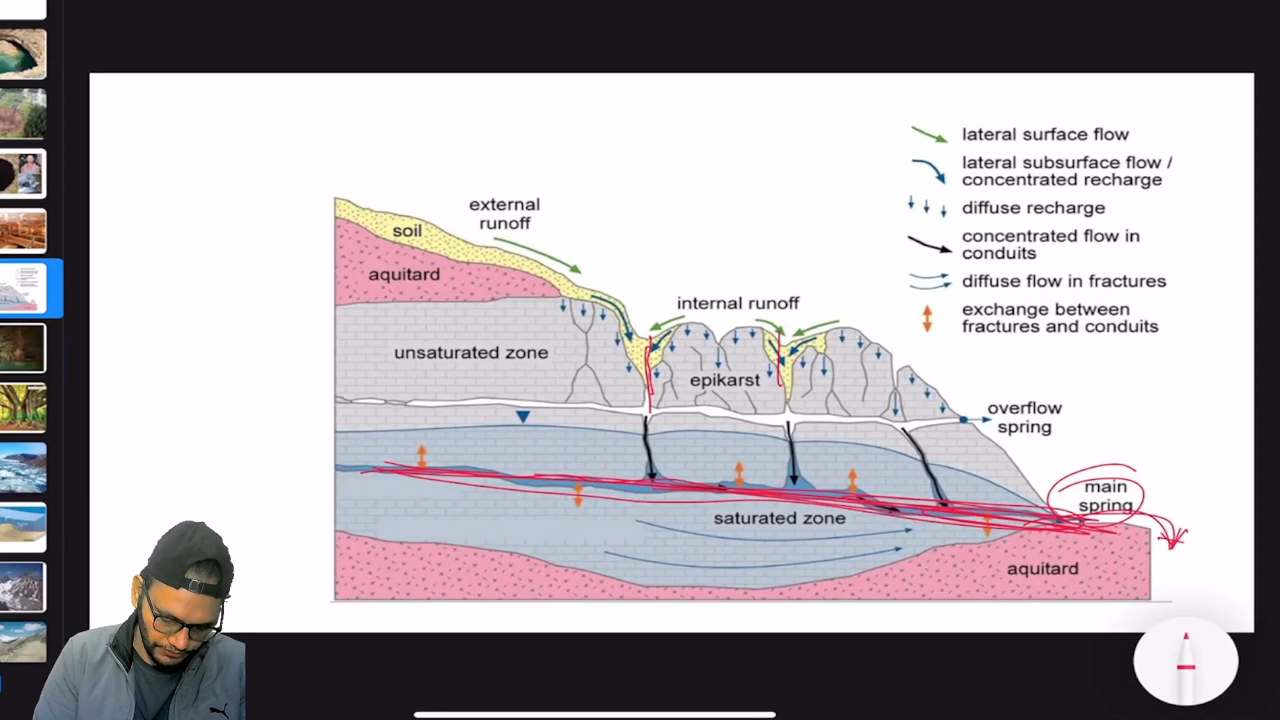 lateral surface flow
lateral subsurface flow /
concentrated recharge
diffuse recharge
concentrated flow in
conduits
diffuse flow in fractures
exchange between
fractures and conduits
external
runoff
soil
aquitard
internal runoff
unsaturated zone
epikarst
overflow
spring
main
spring
saturated zone
aquitard